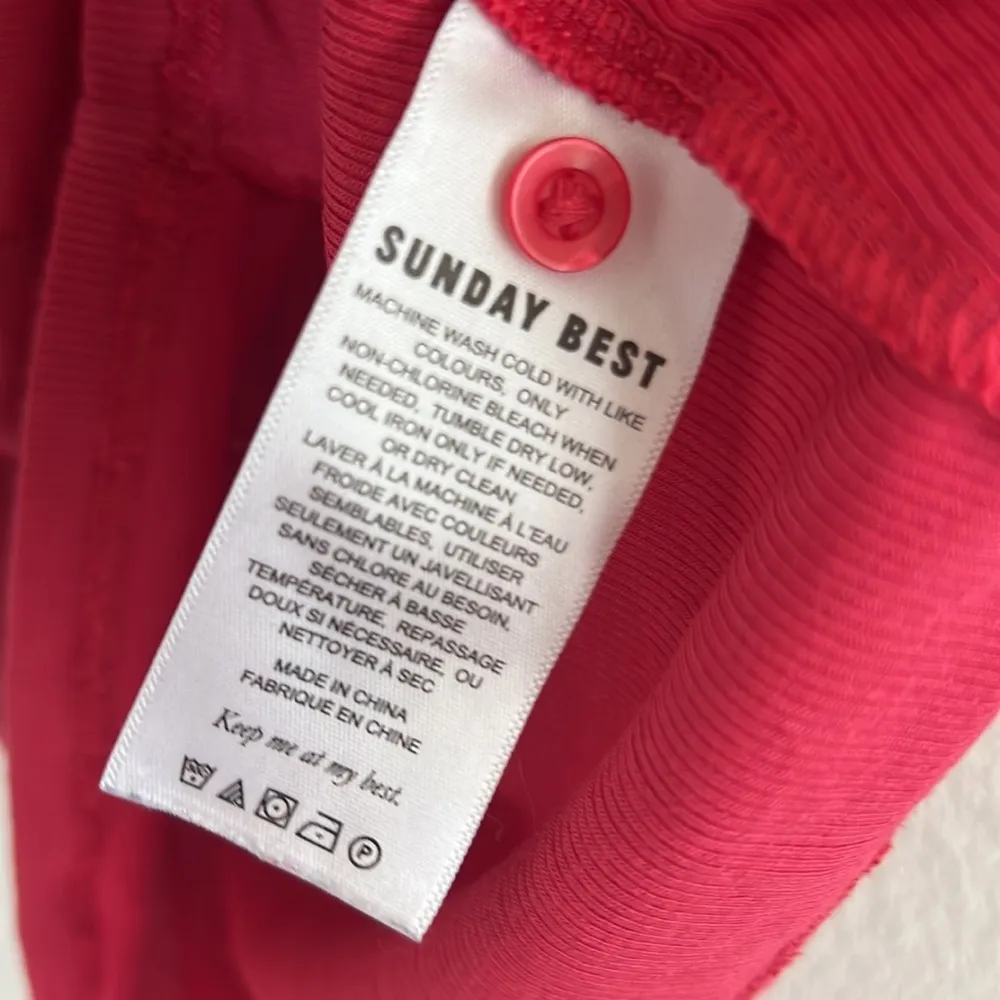 SUNDAY BEST
MACHINE WASH COLD WITH LIKE
COLOURS, ONLY
NON-CHLORINE BLEACH WHEN
NEEDED, TUMBLE DRY LOW,
COOL IRON ONLY IF NEEDED,
OR DRY CLEAN
LAVER À LA MACHINE À L'EAU
FROIDE AVEC COULEURS
SEMBLABLES, UTILISER
SEULEMENT UN JAVELLISANT
SANS CHLORE AU BESOIN,
SÉCHER À BASSE
TEMPÉRATURE, REPASSAGE
DOUX SI NÉCESSAIRE, OU
NETTOYER À SEC
MADE IN CHINA
FABRIQUÉ EN CHINE
Keep me at my best.
P